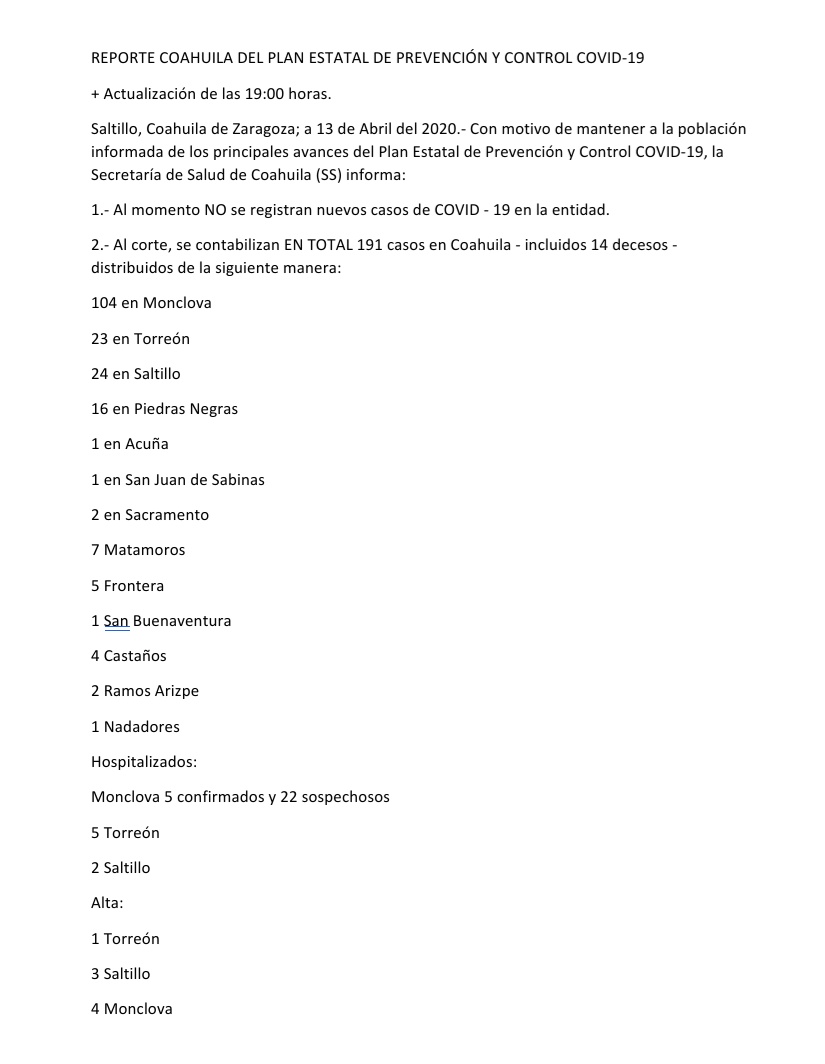 REPORTE COAHUILA DEL PLAN ESTATAL DE PREVENCIÓN Y CONTROL COVID-19
+ Actualización de las 19:00 horas.
Saltillo, Coahuila de Zaragoza; a 13 de Abril del 2020.- Con motivo de mantener a la población
informada de los principales avances del Plan Estatal de Prevención y Control COVID-19, la
Secretaría de Salud de Coahuila (SS) informa:
1.- Al momento NO se registran nuevos casos de COVID - 19 en la entidad.
2.- Al corte, se contabilizan EN TOTAL 191 casos en Coahuila - incluidos 14 decesos -
distribuidos de la siguiente manera:
104 en Monclova
23 en Torreón
24 en Saltillo
16 en Piedras Negras
1 en Acuña
1 en San Juan de Sabinas
2 en Sacramento
7 Matamoros
5 Frontera
1 San Buenaventura
4 Castaños
2 Ramos Arizpe
1 Nadadores
Hospitalizados:
Monclova 5 confirmados y 22 sospechosos
5 Torreón
2 Saltillo
Alta:
1 Torreón
3 Saltillo
4 Monclova